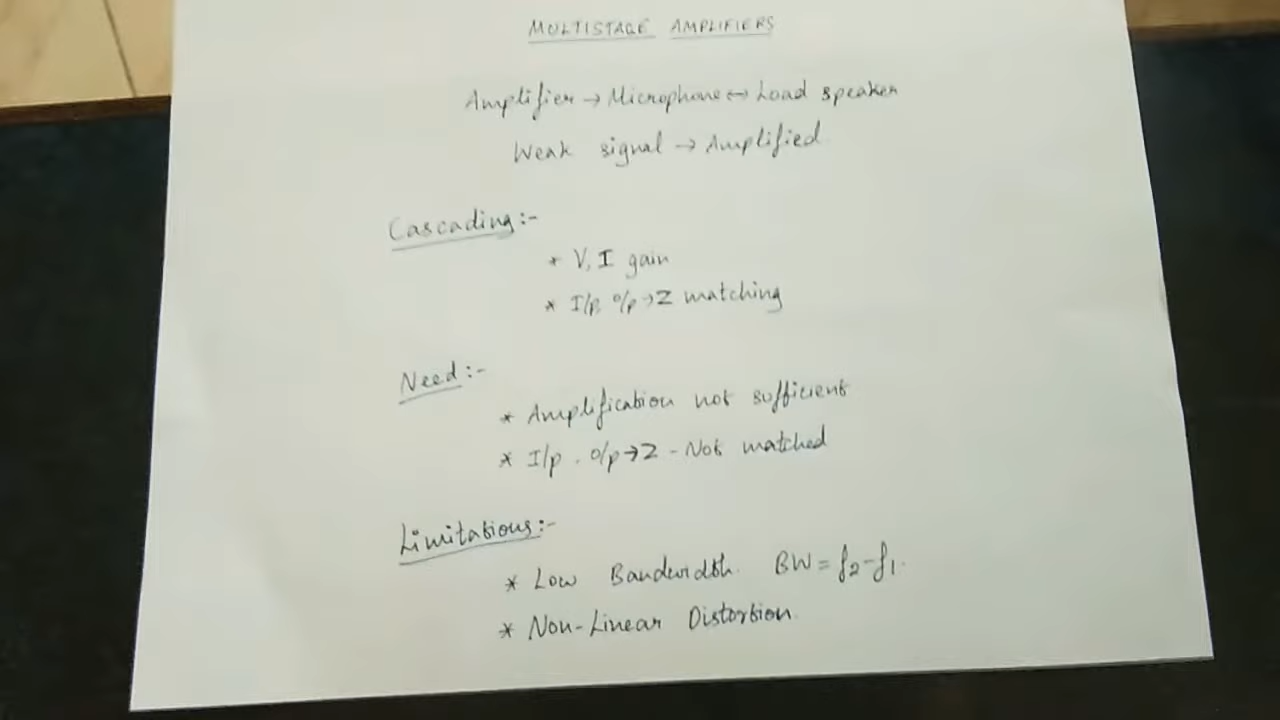 MULTISTAGE AMPLIFIERS
Amplifier → Microphone ↔ Load speaker
Weak signal → Amplified
Cascading:-
* V, I gain
* I/p, o/p → Z matching
Need:-
* Amplification not sufficient
* I/p, o/p → Z - Not matched
Limitations:-
* Low Bandwidth. BW = f2-f1.
* Non-Linear Distortion.